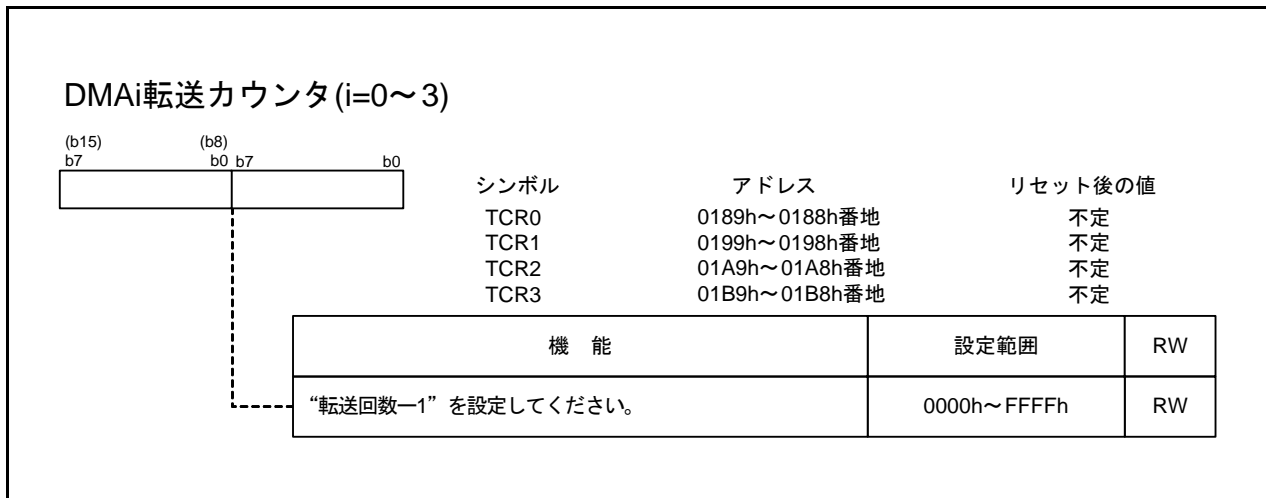 DMAi転送カウンタ(i=0～3)
(b15) (b8)
b7 b0 b7 b0
シンボル アドレス リセット後の値
TCR0 0189h～0188h番地 不定
TCR1 0199h～0198h番地 不定
TCR2 01A9h～01A8h番地 不定
TCR3 01B9h～01B8h番地 不定
機 能 設定範囲 RW
“転送回数―1”を設定してください。 0000h～FFFFh RW